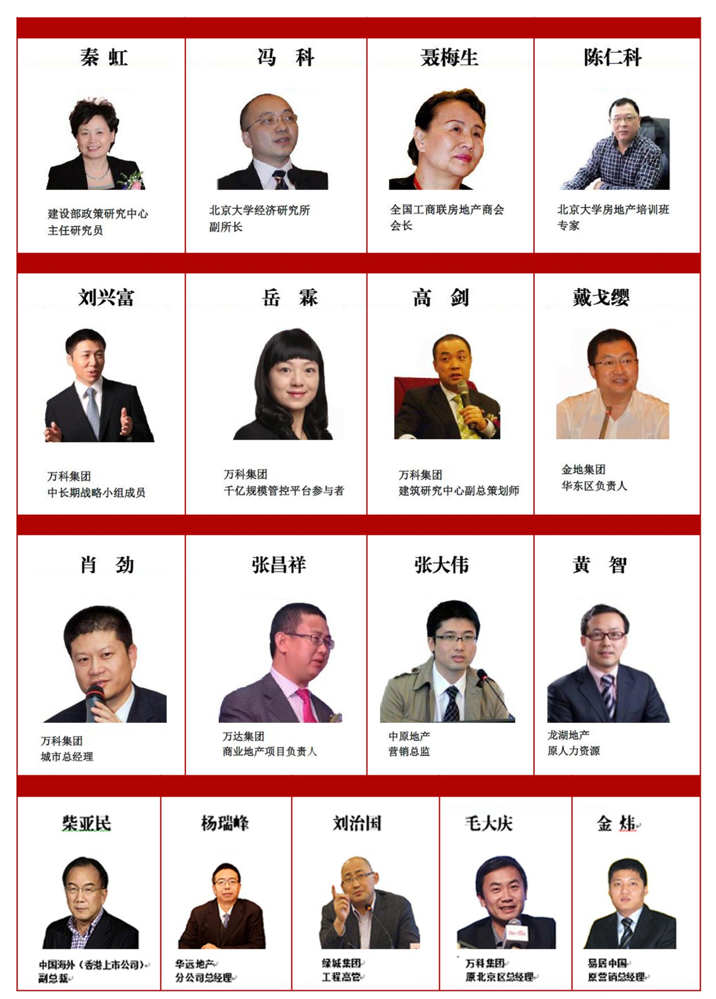 秦 虹
冯 科
聂梅生
陈仁科
建设部政策研究中心
主任研究员
北京大学经济研究所
副所长
全国工商联房地产商会
会长
北京大学房地产培训班
专家
刘兴富
岳 霖
高 剑
戴戈缨
万科集团
中长期战略小组成员
万科集团
千亿规模管控平台参与者
万科集团
建筑研究中心副总策划师
金地集团
华东区负责人
肖 劲
张昌祥
张大伟
黄 智
万科集团
城市总经理
万达集团
商业地产项目负责人
中原地产
营销总监
龙湖地产
原人力资源
柴亚民
杨瑞峰
刘治国
毛大庆
金 炜
中国海外（香港上市公司）
副总裁
华远地产
分公司总经理
绿城集团
工程高管
万科集团
原北京区总经理
易居中国
原营销总经理